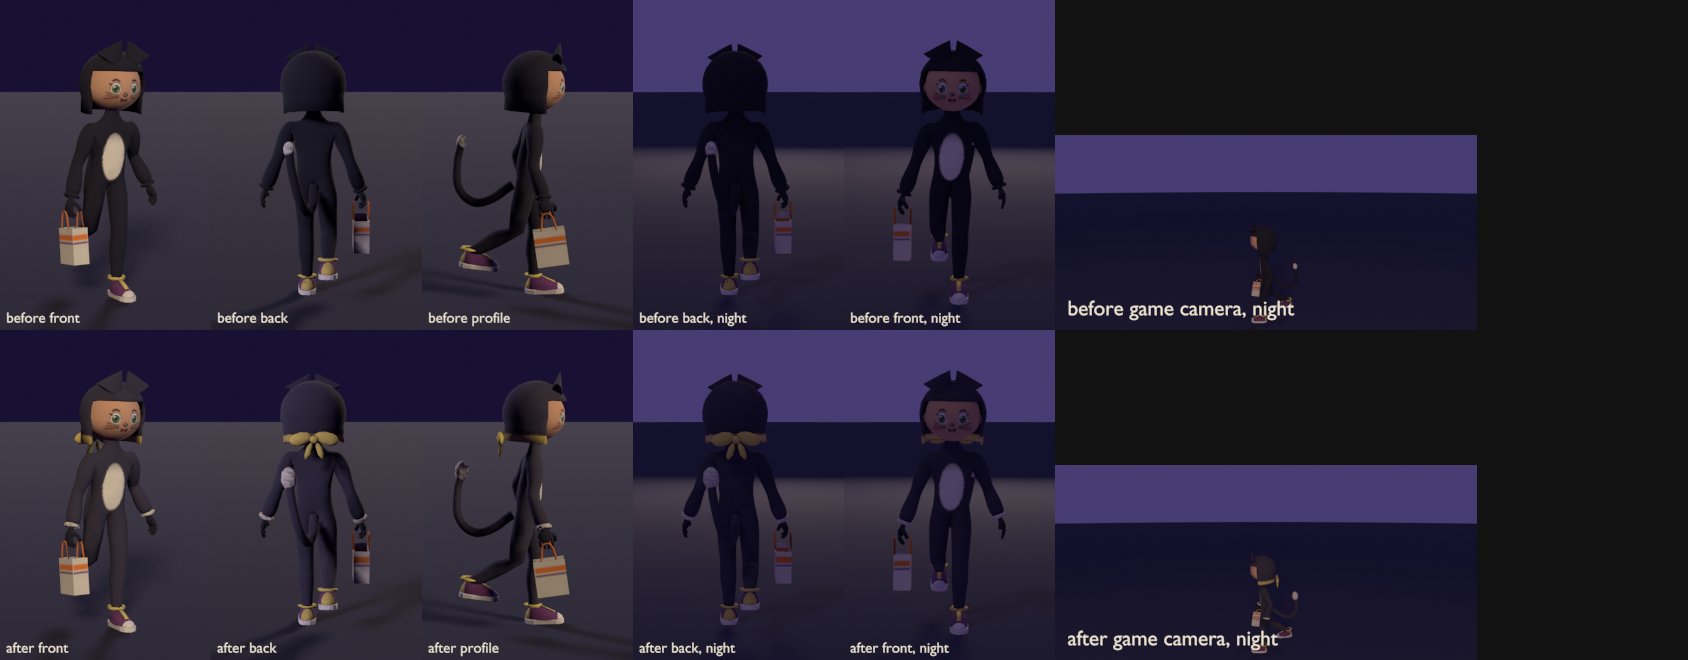 before front
before back
before profile
before back, night
before front, night
before game camera, night
after front
after back
after profile
after back, night
after front, night
after game camera, night